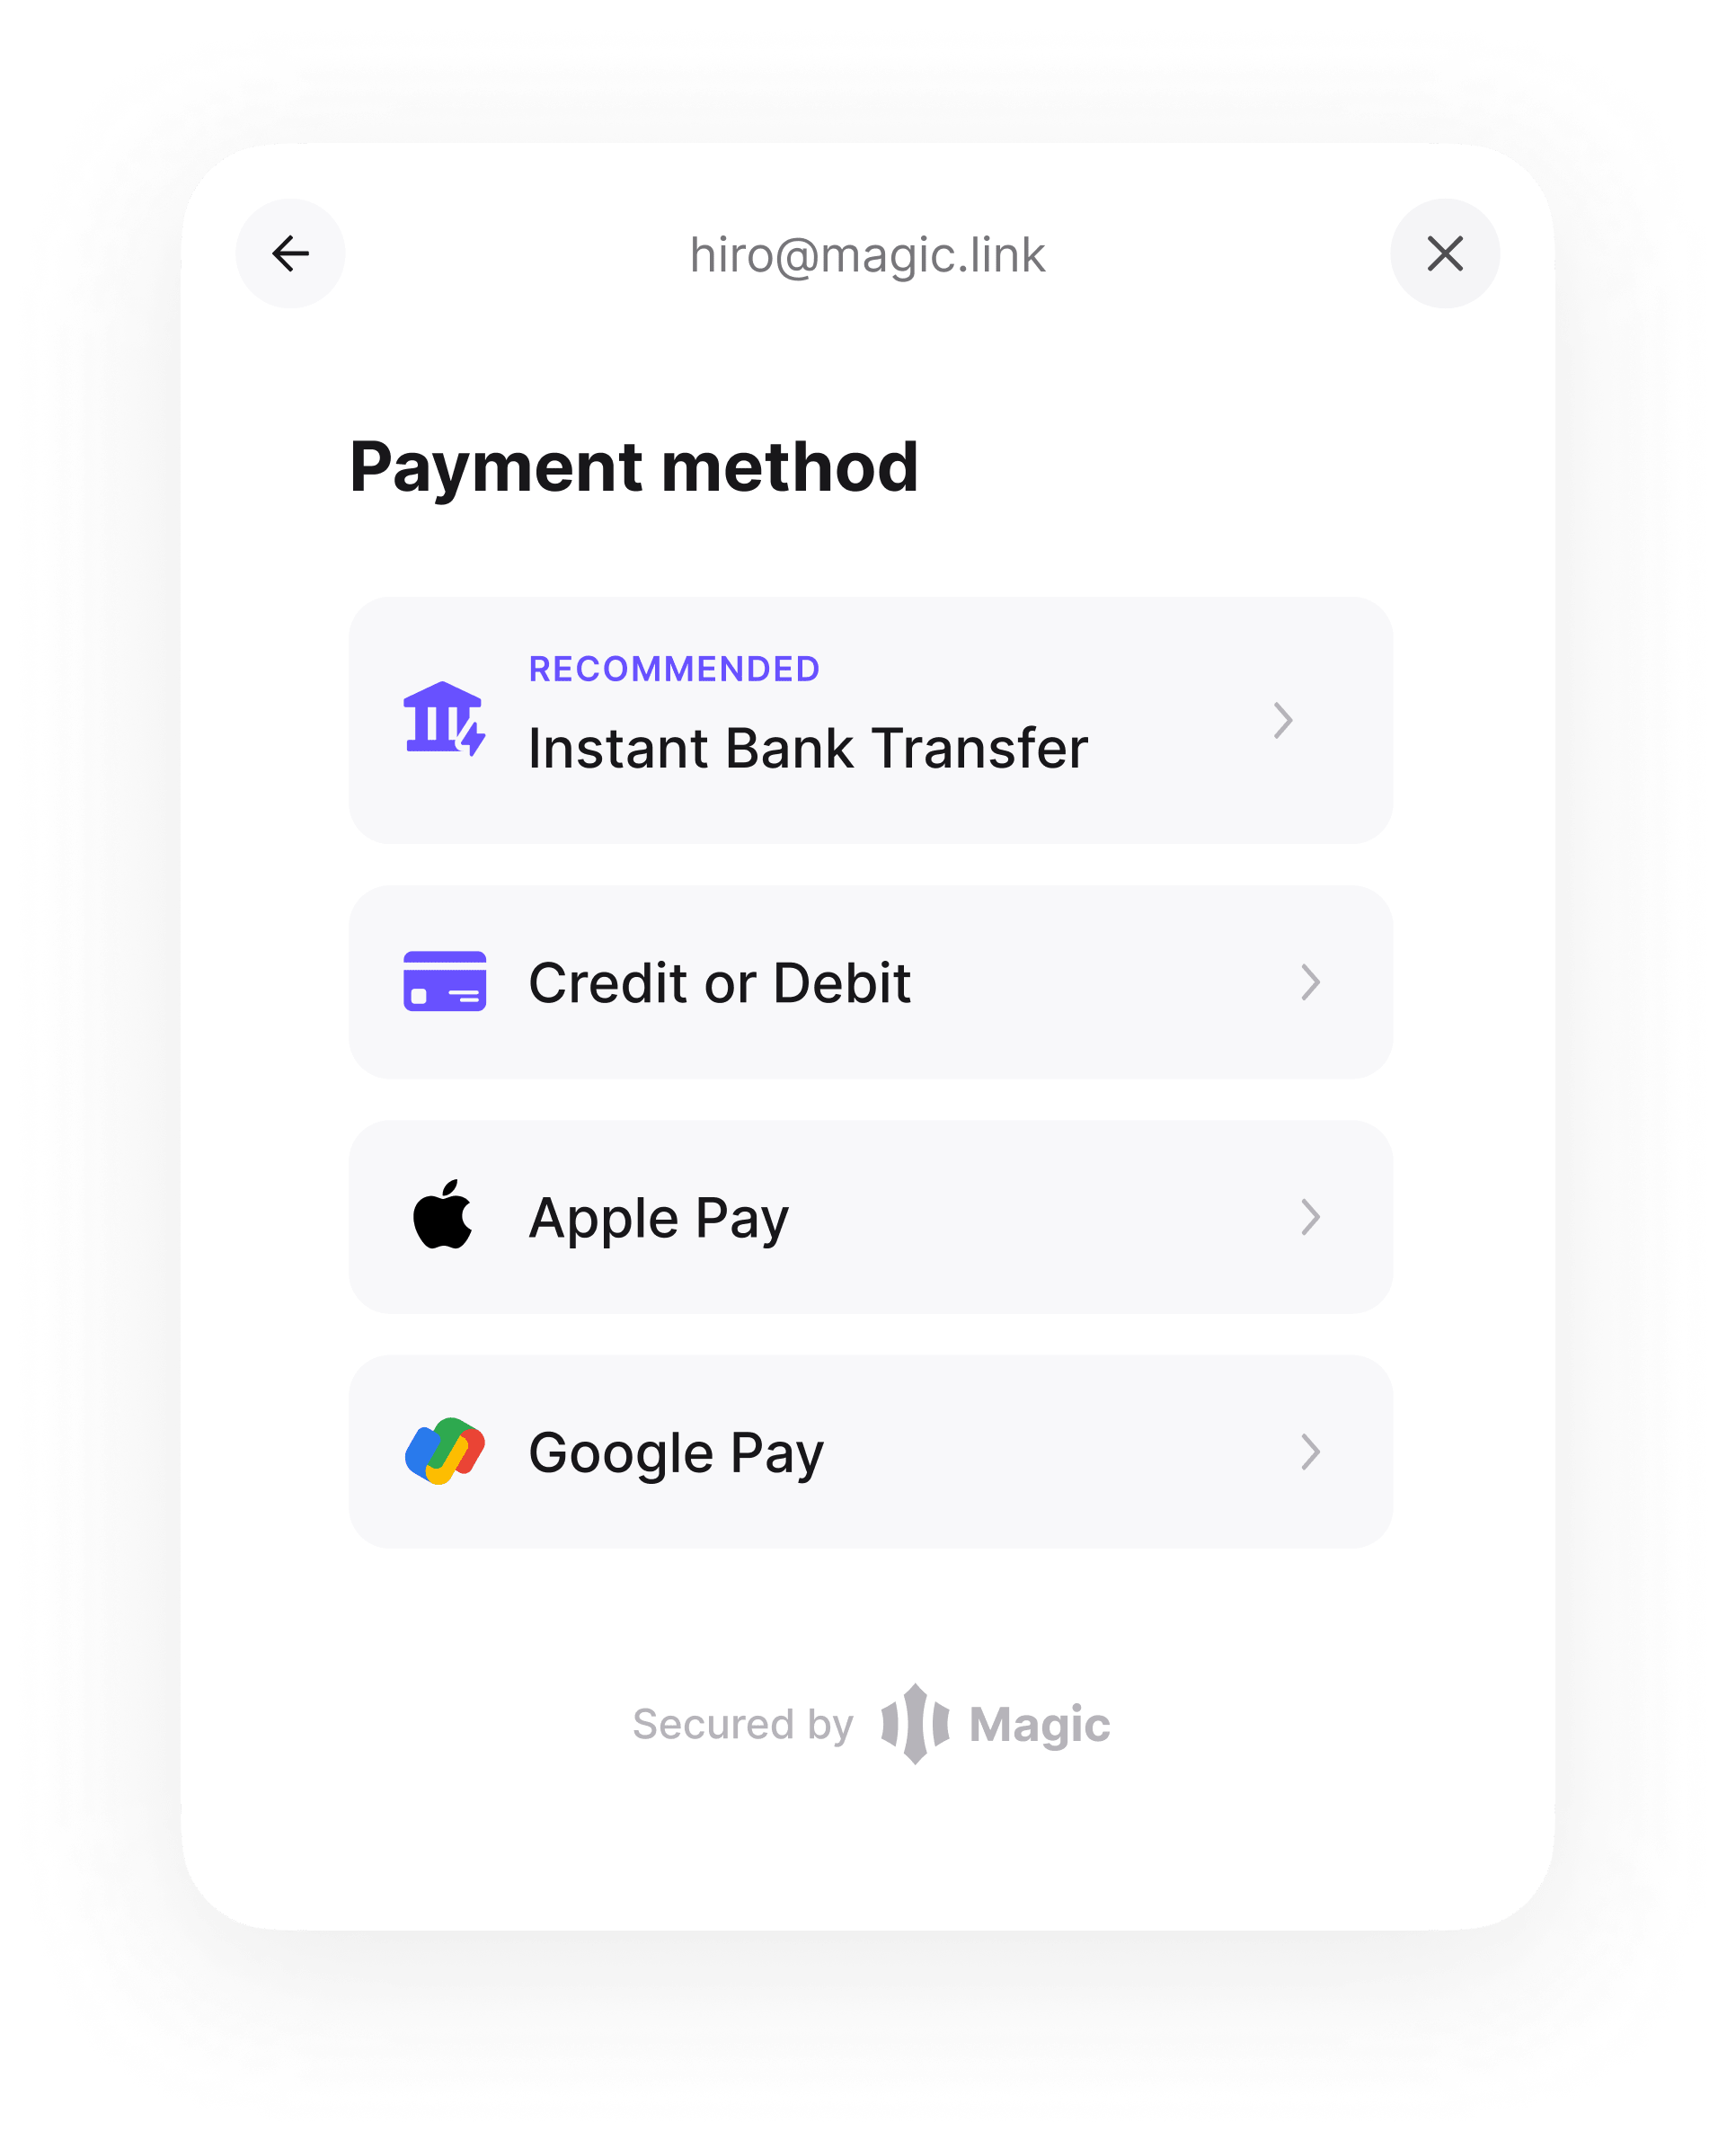 hiro@magic.link
Payment method
RECOMMENDED
Instant Bank Transfer
Credit or Debit
Apple Pay
Google Pay
Secured by Magic